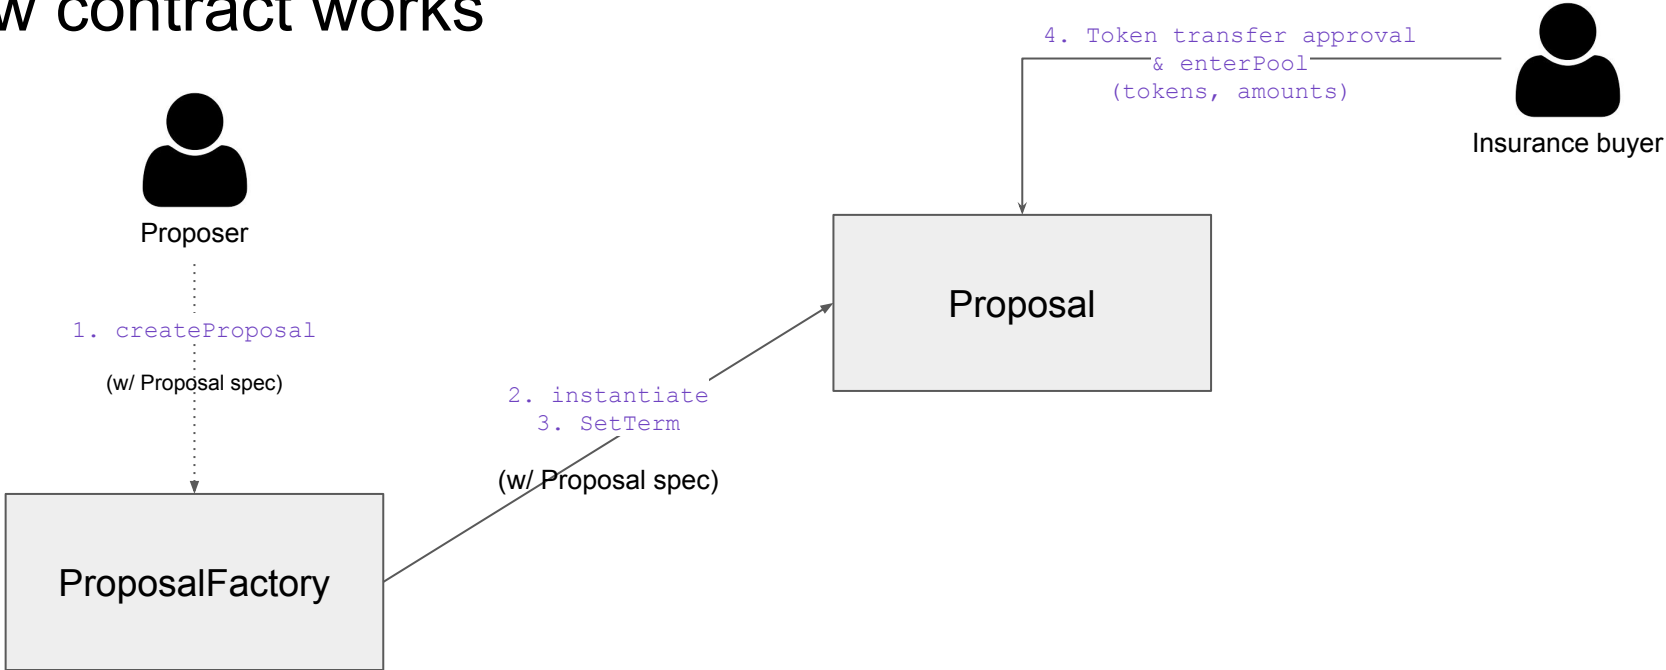 w contract works
4. Token transfer approval
& enterPool
(tokens, amounts)
Insurance buyer
Proposer
1. createProposal
(w/ Proposal spec)
Proposal
2. instantiate
3. SetTerm
(w/ Proposal spec)
ProposalFactory